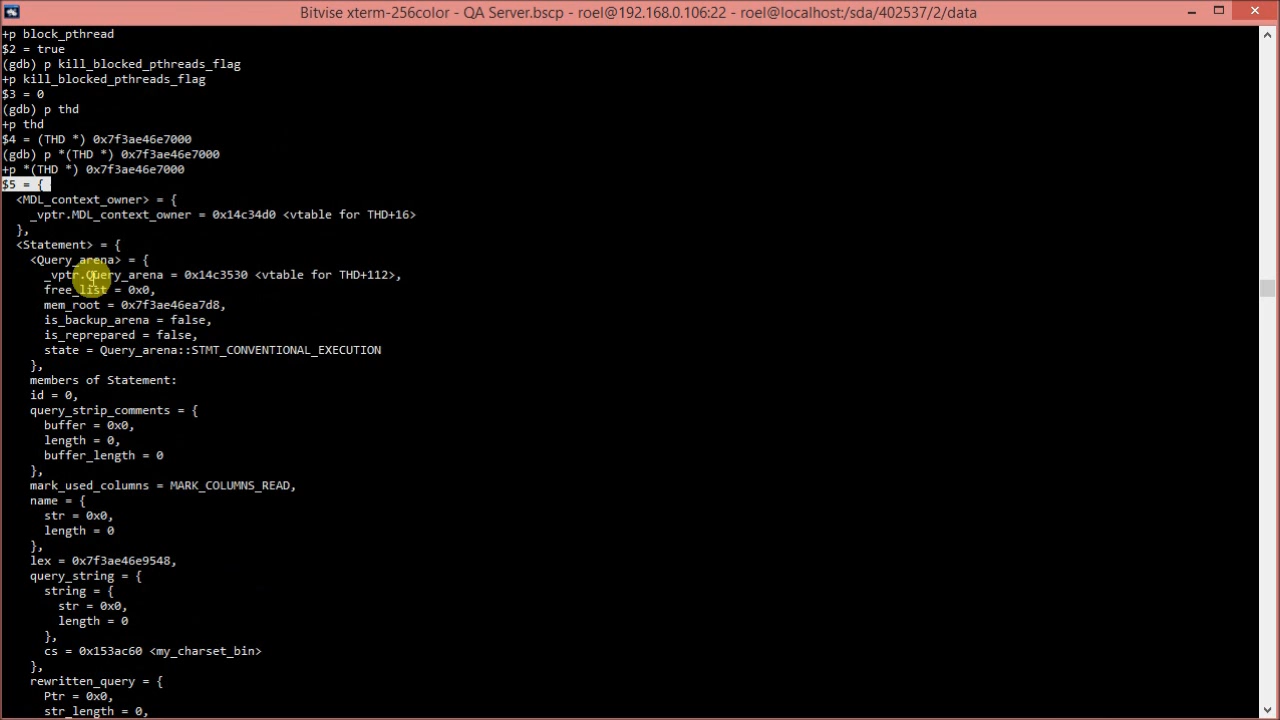 Bitvise xterm-256color - QA Server.bscp - roel@192.168.0.106:22 - roel@localhost:/sda/402537/2/data
+p block_pthread
$2 = true
(gdb) p kill_blocked_pthreads_flag
+p kill_blocked_pthreads_flag
$3 = 0
(gdb) p thd
+p thd
$4 = (THD *) 0x7f3ae46e7000
(gdb) p *(THD *) 0x7f3ae46e7000
+p *(THD *) 0x7f3ae46e7000
$5 = {
<MDL_context_owner> = {
_vptr.MDL_context_owner = 0x14c34d0 <vtable for THD+16>
},
<Statement> = {
<Query_arena> = {
_vptr.Query_arena = 0x14c3530 <vtable for THD+112>,
free_list = 0x0,
mem_root = 0x7f3ae46ea7d8,
is_backup_arena = false,
is_reprepared = false,
state = Query_arena::STMT_CONVENTIONAL_EXECUTION
},
members of Statement:
id = 0,
query_strip_comments = {
buffer = 0x0,
length = 0,
buffer_length = 0
},
mark_used_columns = MARK_COLUMNS_READ,
name = {
str = 0x0,
length = 0
},
lex = 0x7f3ae46e9548,
query_string = {
string = {
str = 0x0,
length = 0
},
cs = 0x153ac60 <my_charset_bin>
},
rewritten_query = {
Ptr = 0x0,
str_length = 0,